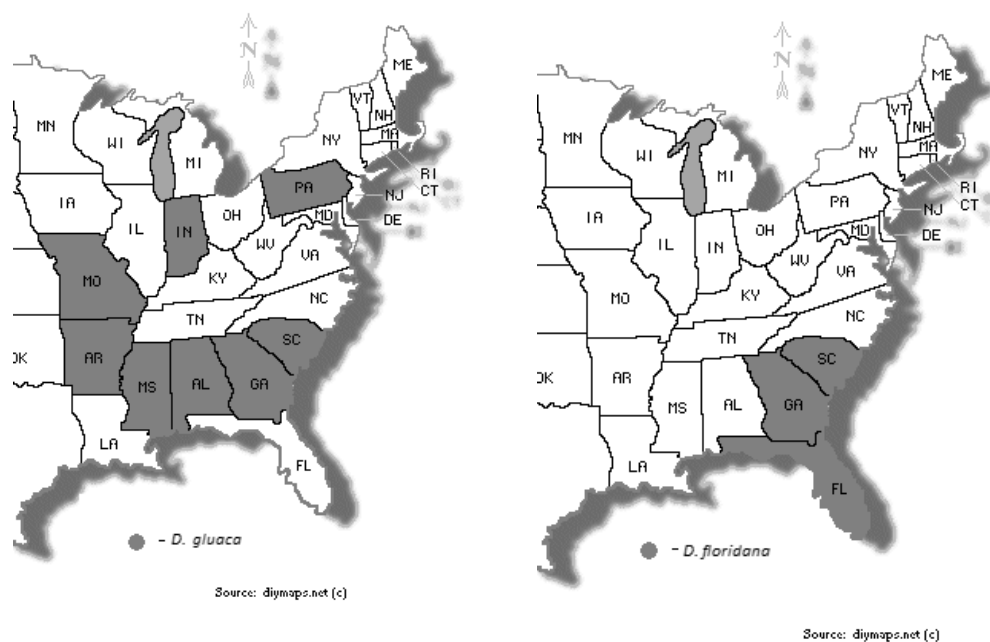 N
ME
VT
NH
MN
WI
MI
NY
MA
RI
CT
IA
PA
NJ
IL
IN
OH
MD
DE
WV
VA
MO
KY
NC
TN
OK
AR
SC
MS
AL
GA
LA
FL
- D. gluaca
Source: diymaps.net (c)
N
ME
VT
NH
MN
WI
MI
NY
MA
RI
CT
IA
PA
NJ
IL
IN
OH
MD
DE
WV
VA
MO
KY
NC
TN
OK
AR
SC
MS
AL
GA
LA
FL
- D. floridana
Source: diymaps.net (c)